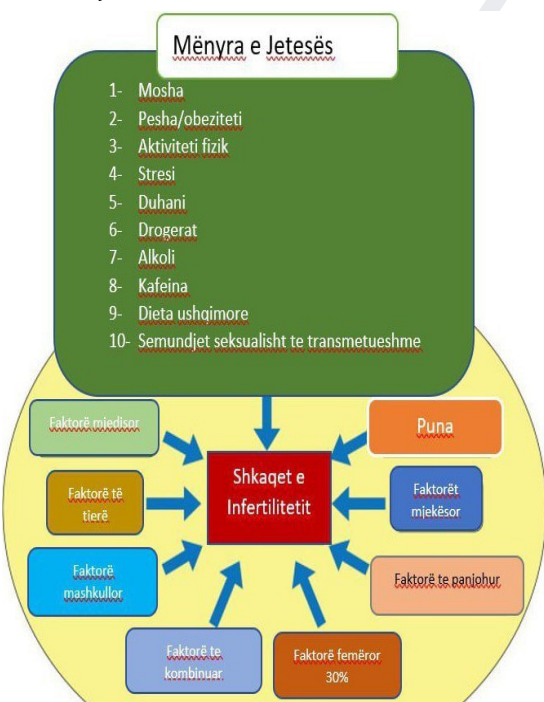 Mënyra e Jetesës
1- Mosha
2- Pesha/obeziteti
3- Aktiviteti fizik
4- Stresi
5- Duhani
6- Drogerat
7- Alkoli
8- Kafeina
9- Dieta ushqimore
10- Semundjet seksualisht te transmetueshme
Faktorë mjedisor
Puna
Shkaqet e
Infertilitetit
Faktorë të
tjerë
Faktorët
mjekësor
Faktorë
mashkullor
Faktorë te panjohur
Faktorë te
kombinuar
Faktorë femëror
30%